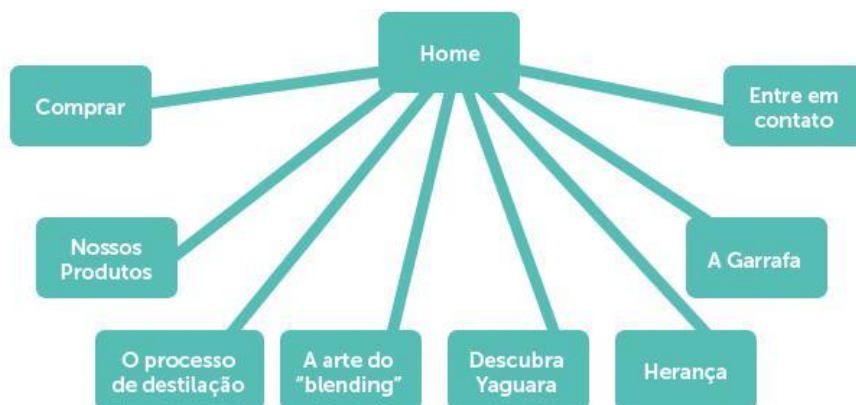 Home
Comprar
Entre em
contato
Nossos
Produtos
A Garrafa
O processo
de destilação
A arte do
“blending”
Descubra
Yaguara
Herança